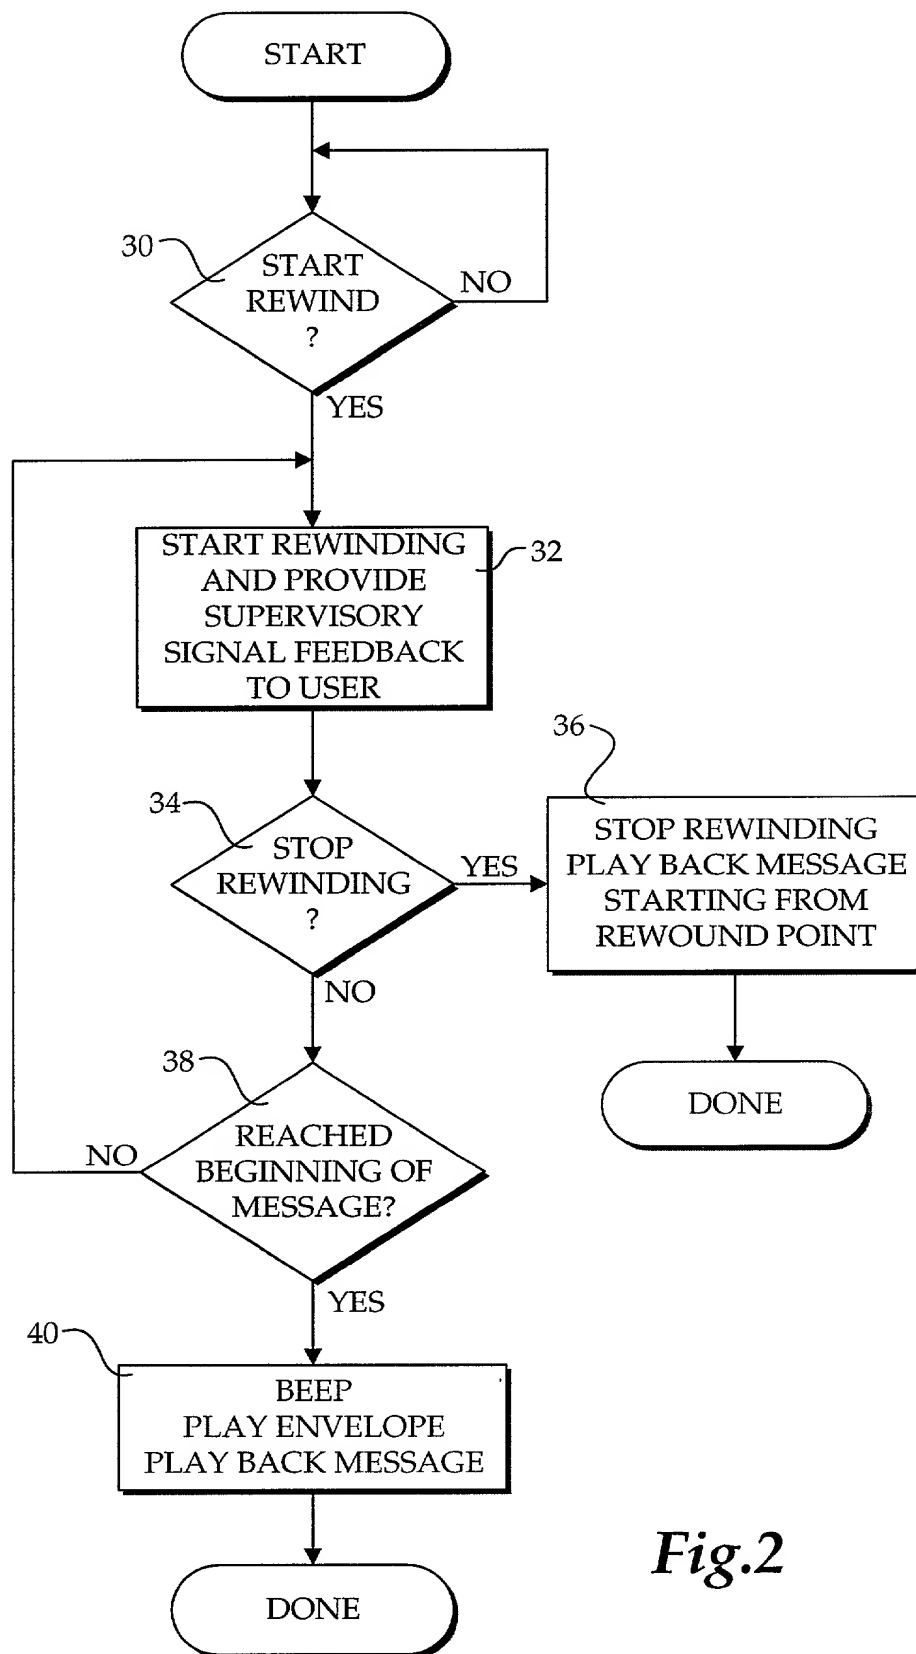 START
30
START
REWIND
?
NO
YES
START REWINDING
AND PROVIDE
SUPERVISORY
SIGNAL FEEDBACK
TO USER
32
34
STOP
REWINDING
?
YES
36
STOP REWINDING
PLAY BACK MESSAGE
STARTING FROM
REWOUND POINT
NO
DONE
38
REACHED
BEGINNING OF
MESSAGE?
NO
YES
40
BEEP
PLAY ENVELOPE
PLAY BACK MESSAGE
DONE
Fig.2